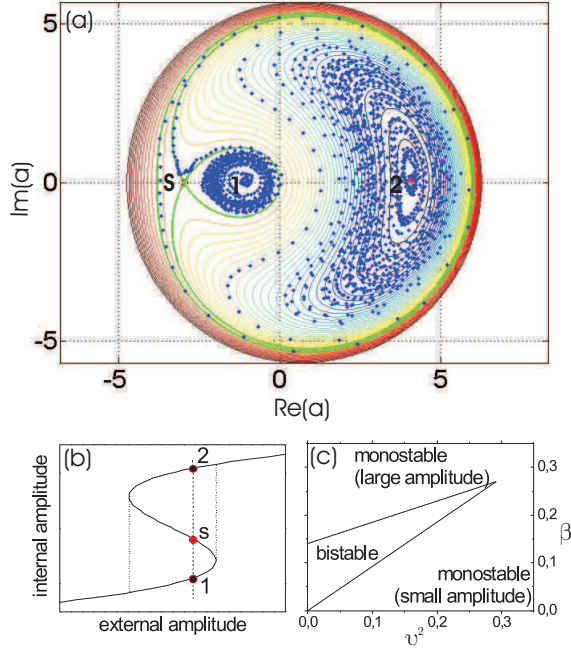 (a)
5
0
-5
Im(a)
S
1
2
-5
0
5
Re(a)
(b)
2
s
1
internal amplitude
external amplitude
(c)
monostable
(large amplitude)
bistable
monostable
(small amplitude)
0,3
0,2
0,1
0,0
β
0,0
0,1
0,2
0,3
υ²